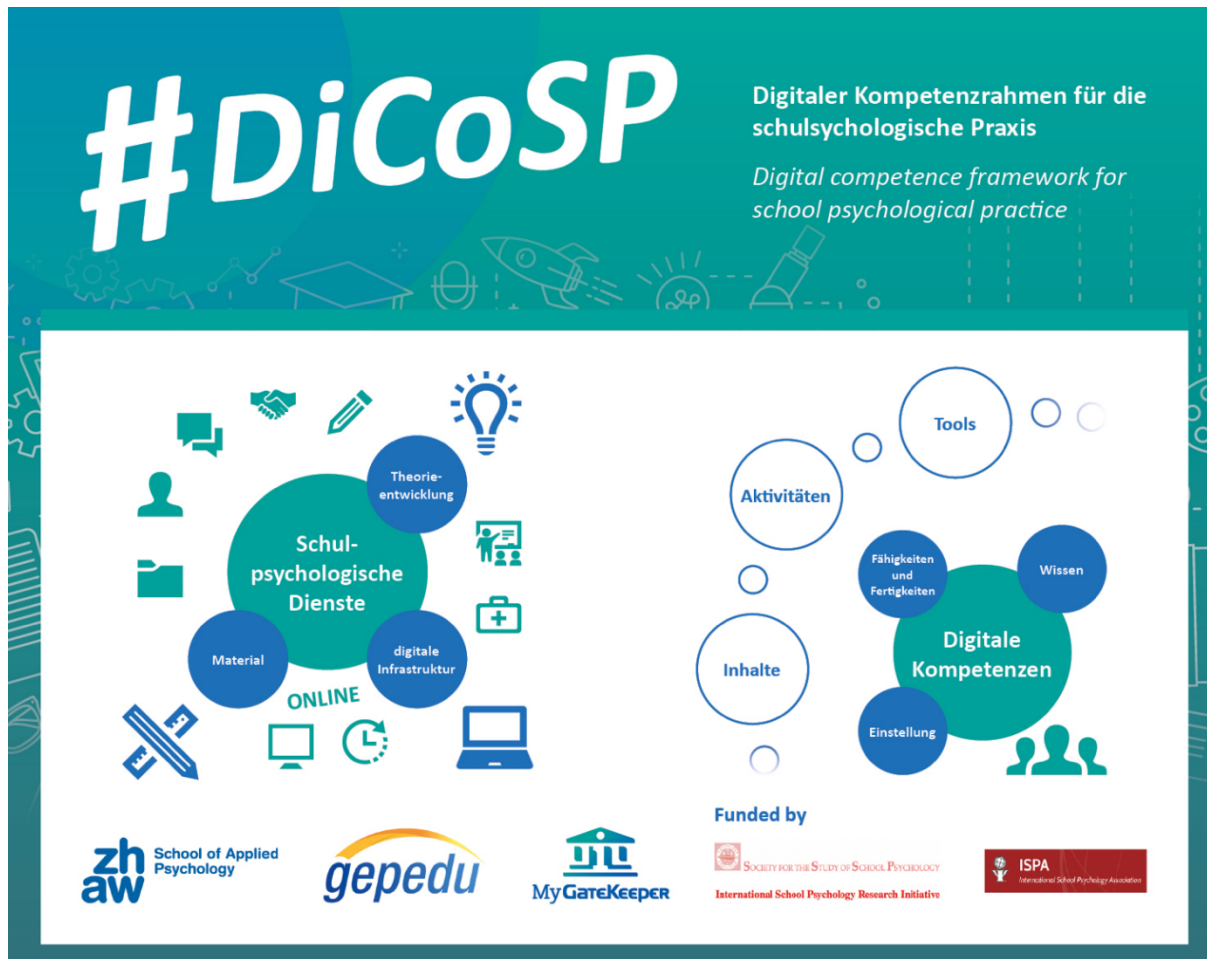 #DiCoSP
Digitaler Kompetenzrahmen für die
schulsychologische Praxis
Digital competence framework for
school psychological practice
Theorie-
entwicklung
Schul-
psychologische
Dienste
Material
digitale
Infrastruktur
ONLINE
Tools
Aktivitäten
Inhalte
Fähigkeiten
und
Fertigkeiten
Wissen
Digitale
Kompetenzen
Einstellung
zh
aw
School of Applied
Psychology
gepedu
MyGateKeeper
Funded by
Society for the Study of School Psychology
International School Psychology Research Initiative
ISPA
International School Psychology Association